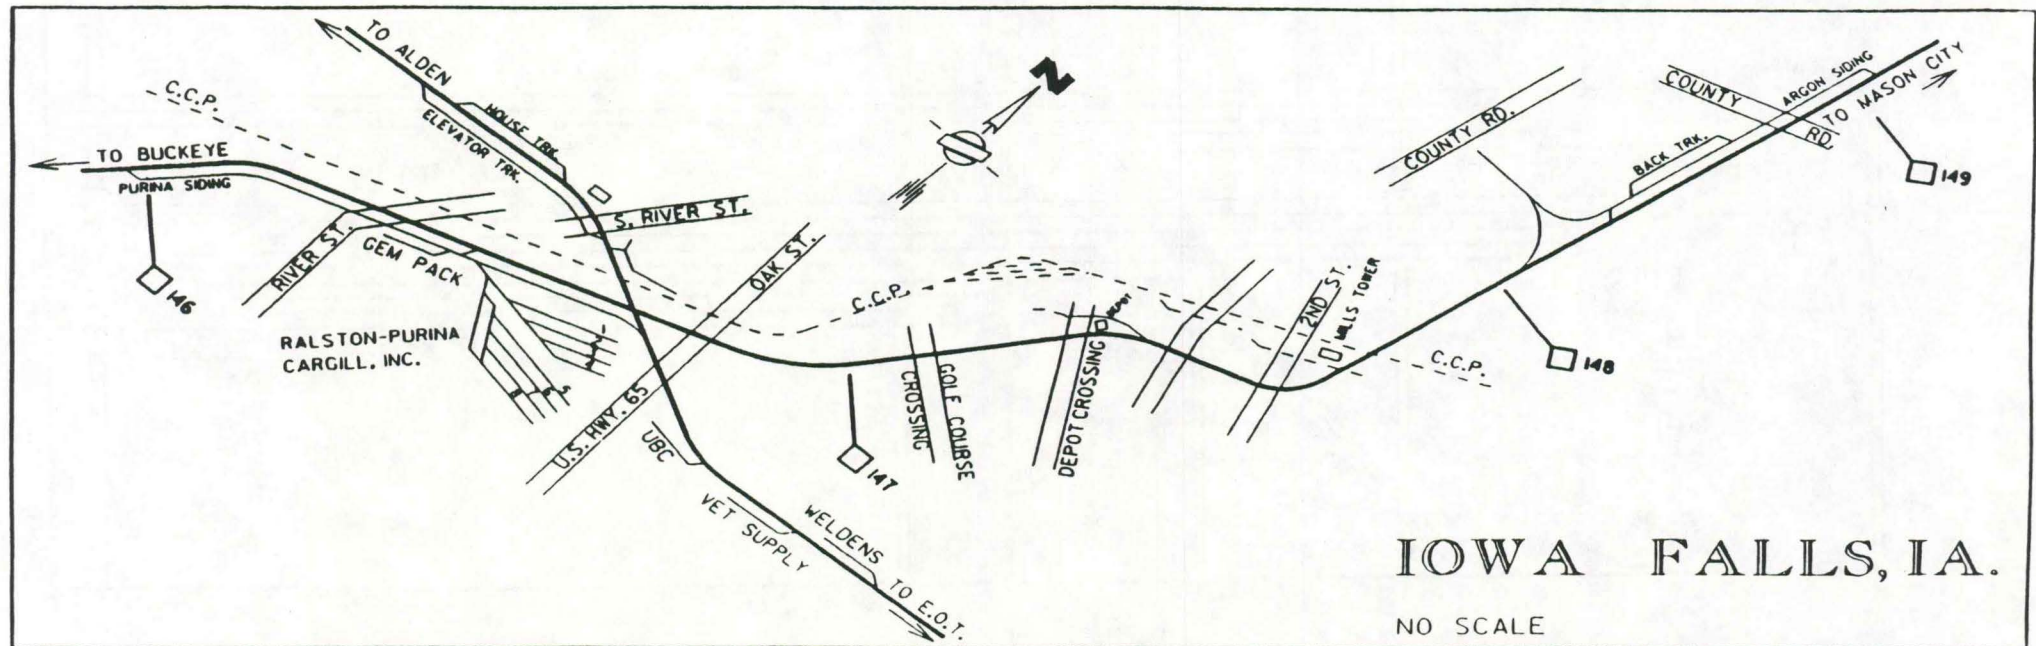 TO ALDEN
C.C.P.
HOUSE TRK.
ELEVATOR TRK.
TO BUCKEYE
PURINA SIDING
S. RIVER ST.
RIVER ST.
GEM PACK
146
RALSTON-PURINA
CARGILL, INC.
U.S. HWY. 65
OAK ST.
UBC
VET SUPPLY
WELDENS
TO E.O.T.
147
C.C.P.
GOLF COURSE
CROSSING
DEPOT CROSSING
DEPOT
N
2ND ST.
MILLS TOWER
C.C.P.
148
COUNTY RD.
COUNTY RD.
BACK TRK.
ARGON SIDING
TO MASON CITY
149
IOWA FALLS, IA.
NO SCALE